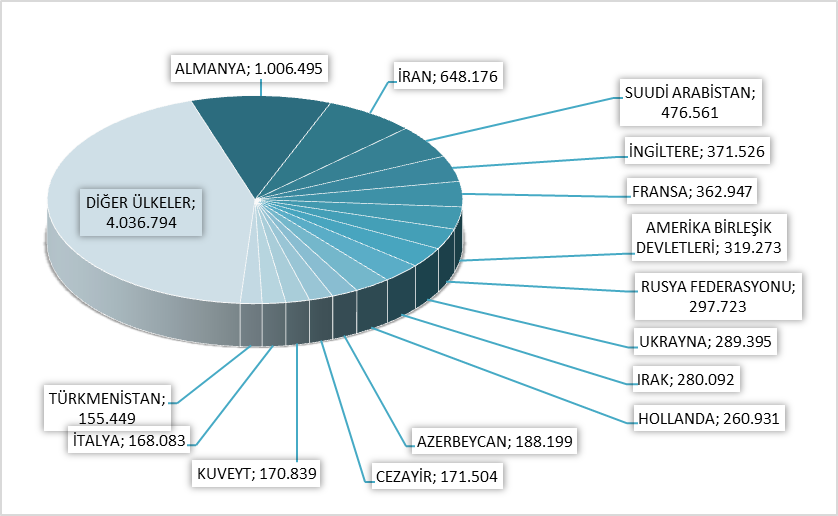 ALMANYA; 1.006.495
İRAN; 648.176
SUUDİ ARABİSTAN;
476.561
İNGİLTERE; 371.526
FRANSA; 362.947
AMERİKA BİRLEŞİK
DEVLETLERİ; 319.273
RUSYA FEDERASYONU;
297.723
UKRAYNA; 289.395
IRAK; 280.092
HOLLANDA; 260.931
AZERBEYCAN; 188.199
CEZAYİR; 171.504
KUVEYT; 170.839
İTALYA; 168.083
TÜRKMENİSTAN;
155.449
DİĞER ÜLKELER;
4.036.794